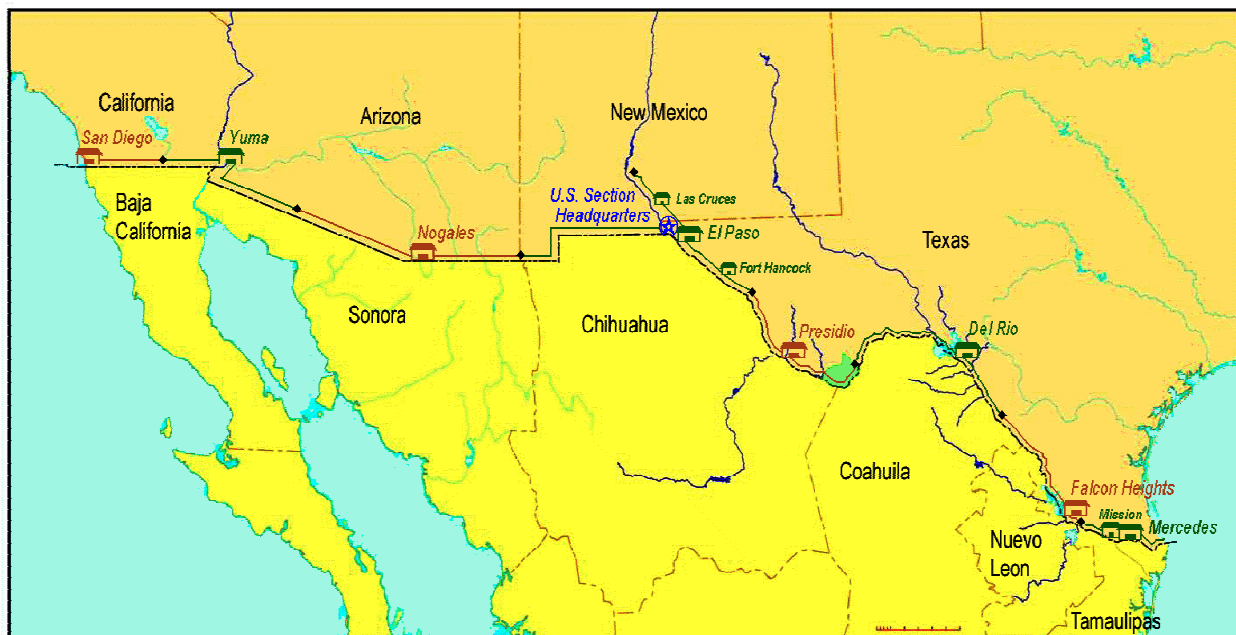 California
Arizona
New Mexico
San Diego
Yuma
U.S. Section
Headquarters
Las Cruces
Baja
California
El Paso
Nogales
Texas
Fort Hancock
Sonora
Chihuahua
Presidio
Del Rio
Coahuila
Falcon Heights
Mission
Mercedes
Nuevo
Leon
Tamaulipas